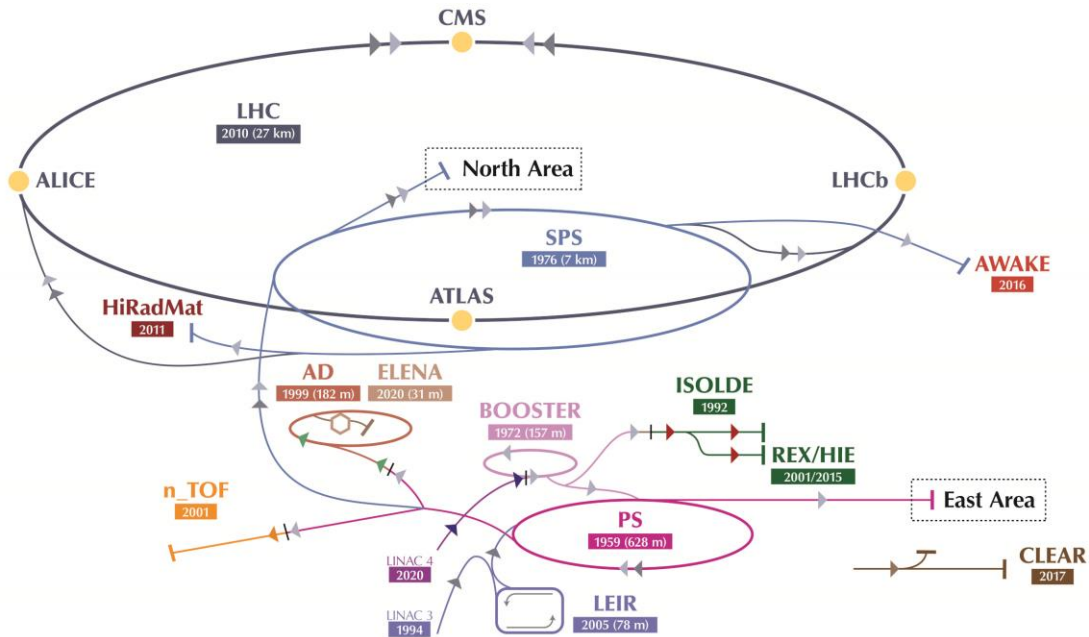 CMS
LHC
2010 (27 km)
North Area
ALICE
LHCb
SPS
1976 (7 km)
AWAKE
2016
ATLAS
HiRadMat
2011
AD
1999 (182 m)
ELENA
2020 (31 m)
ISOLDE
1992
BOOSTER
1972 (157 m)
REX/HIE
2001/2015
n_TOF
2001
East Area
PS
1959 (628 m)
LINAC 4
2020
CLEAR
2017
LINAC 3
1994
LEIR
2005 (78 m)